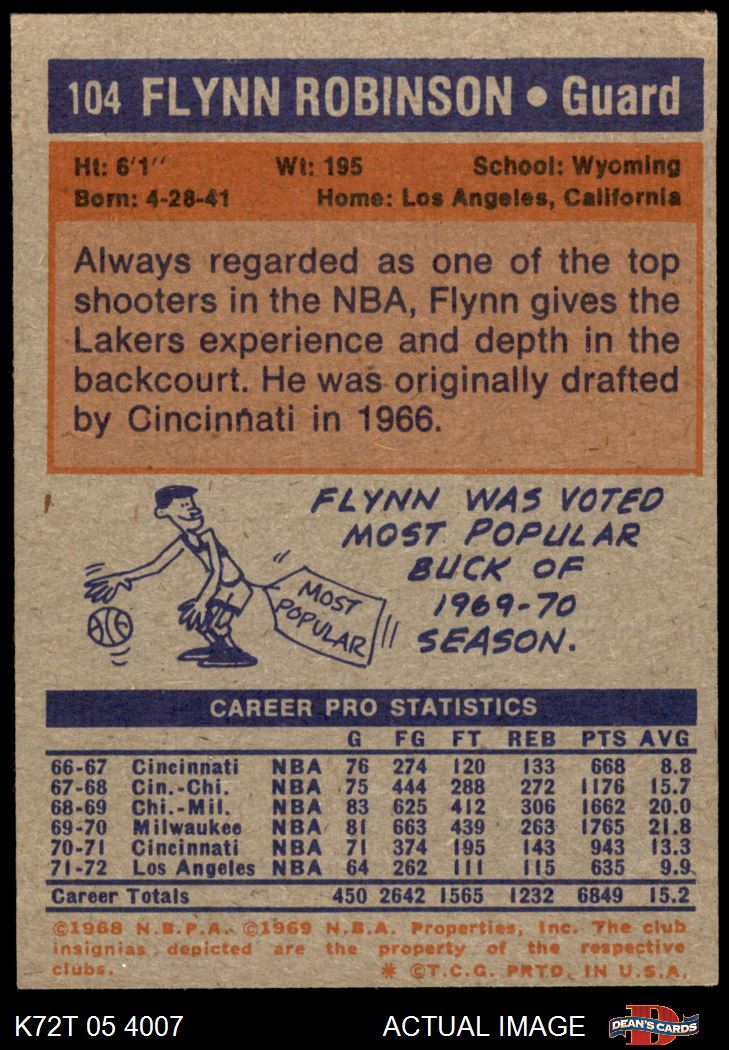 104 FLYNN ROBINSON • Guard
Ht: 6'1" Wt: 195 School: Wyoming
Born: 4-28-41 Home: Los Angeles, California
Always regarded as one of the top
shooters in the NBA, Flynn gives the
Lakers experience and depth in the
backcourt. He was originally drafted
by Cincinnati in 1966.
FLYNN WAS VOTED
MOST POPULAR
BUCK OF
1969-70
SEASON.
MOST
POPULAR
CAREER PRO STATISTICS
G FG FT REB PTS AVG
66-67 Cincinnati NBA 76 274 120 133 668 8.8
67-68 Cin.-Chi. NBA 75 444 288 272 1176 15.7
68-69 Chi.-Mil. NBA 83 625 412 306 1662 20.0
69-70 Milwaukee NBA 81 663 439 263 1765 21.8
70-71 Cincinnati NBA 71 374 195 143 943 13.3
71-72 Los Angeles NBA 64 262 111 115 635 9.9
Career Totals 450 2642 1565 1232 6849 15.2
©1968 N.B.P.A. ©1969 N.B.A. Properties, Inc. The club
insignias depicted are the property of the respective
clubs. * ©T.C.G. PRTD. IN U.S.A.
K72T 05 4007 ACTUAL IMAGE
D
DEAN'S CARDS